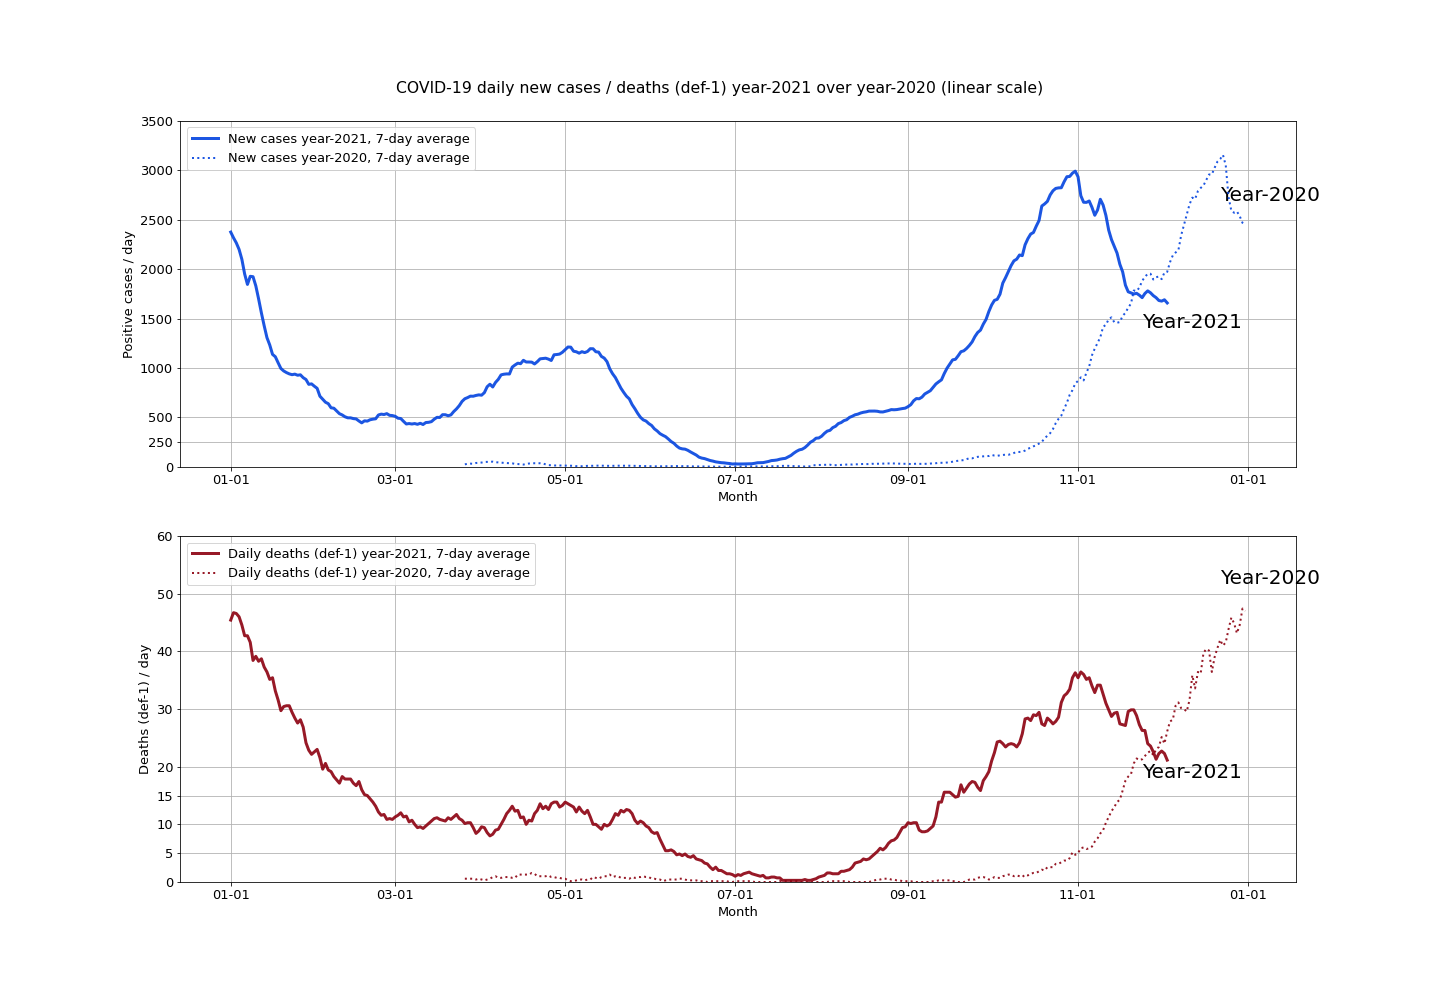 COVID-19 daily new cases / deaths (def-1) year-2021 over year-2020 (linear scale)
3500
3000
2500
2000
1500
1000
500
250
0
Positive cases / day
New cases year-2021, 7-day average
New cases year-2020, 7-day average
Year-2020
Year-2021
01-01 03-01 05-01 07-01 09-01 11-01 01-01
Month
60
50
40
30
20
15
10
5
0
Deaths (def-1) / day
Daily deaths (def-1) year-2021, 7-day average
Daily deaths (def-1) year-2020, 7-day average
Year-2020
Year-2021
01-01 03-01 05-01 07-01 09-01 11-01 01-01
Month